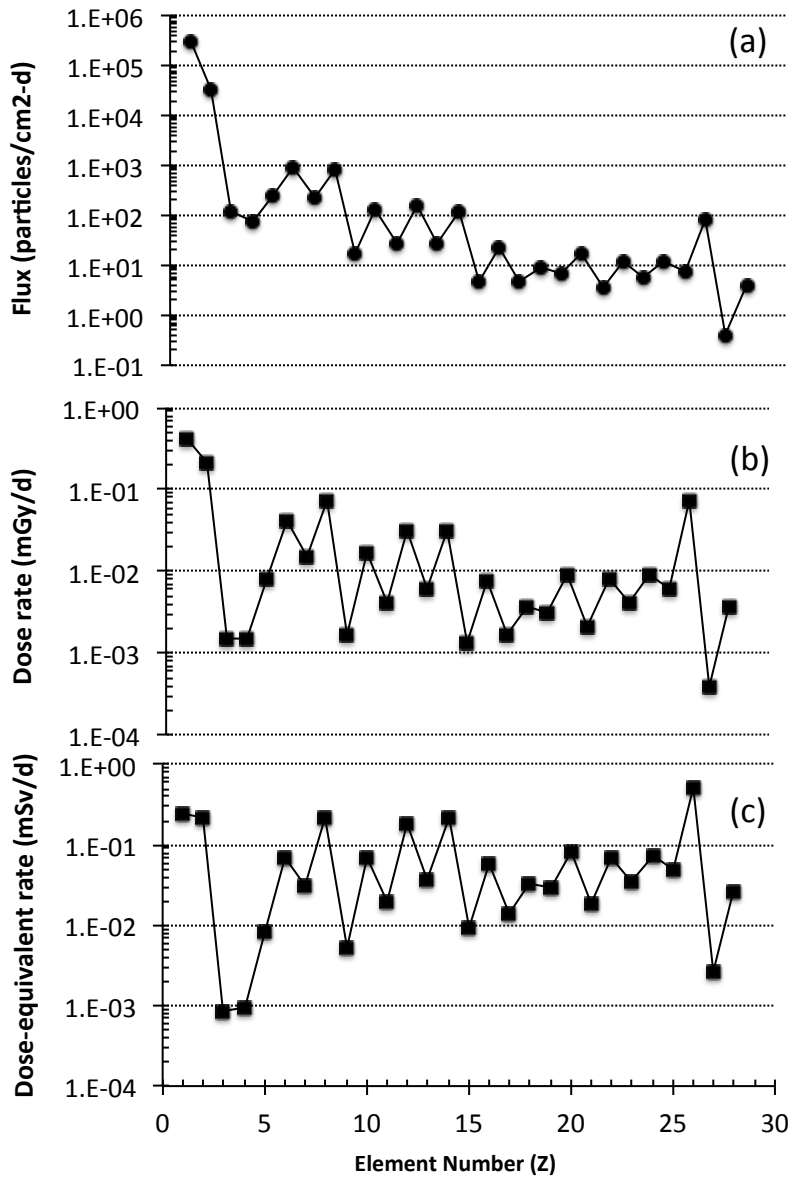 (a)
Flux (particles/cm2-d)
1.E+06
1.E+05
1.E+04
1.E+03
1.E+02
1.E+01
1.E+00
1.E-01
(b)
Dose rate (mGy/d)
1.E+00
1.E-01
1.E-02
1.E-03
1.E-04
(c)
Dose-equivalent rate (mSv/d)
1.E+00
1.E-01
1.E-02
1.E-03
1.E-04
0 5 10 15 20 25 30
Element Number (Z)